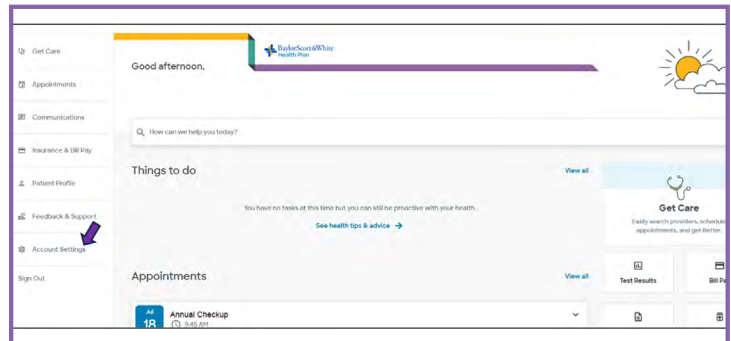 Get Care
Appointments
Communications
Insurance & Bill Pay
Patient Profile
Feedback & Support
Account Settings
Sign Out
BaylorScott&White
Health Plan
Good afternoon,
How can we help you today?
Things to do
View all
You have no tasks at this time but you can still be proactive with your health.
See health tips & advice →
Appointments
View all
18
Annual Checkup
9:45 AM
Get Care
Easily search providers, schedule
appointments, and get Better.
Test Results
Bill Pa